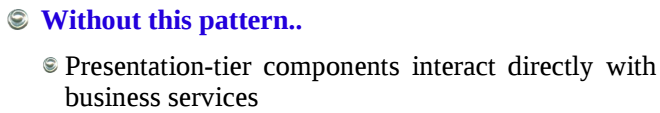 Without this pattern..
Presentation-tier components interact directly with
business services